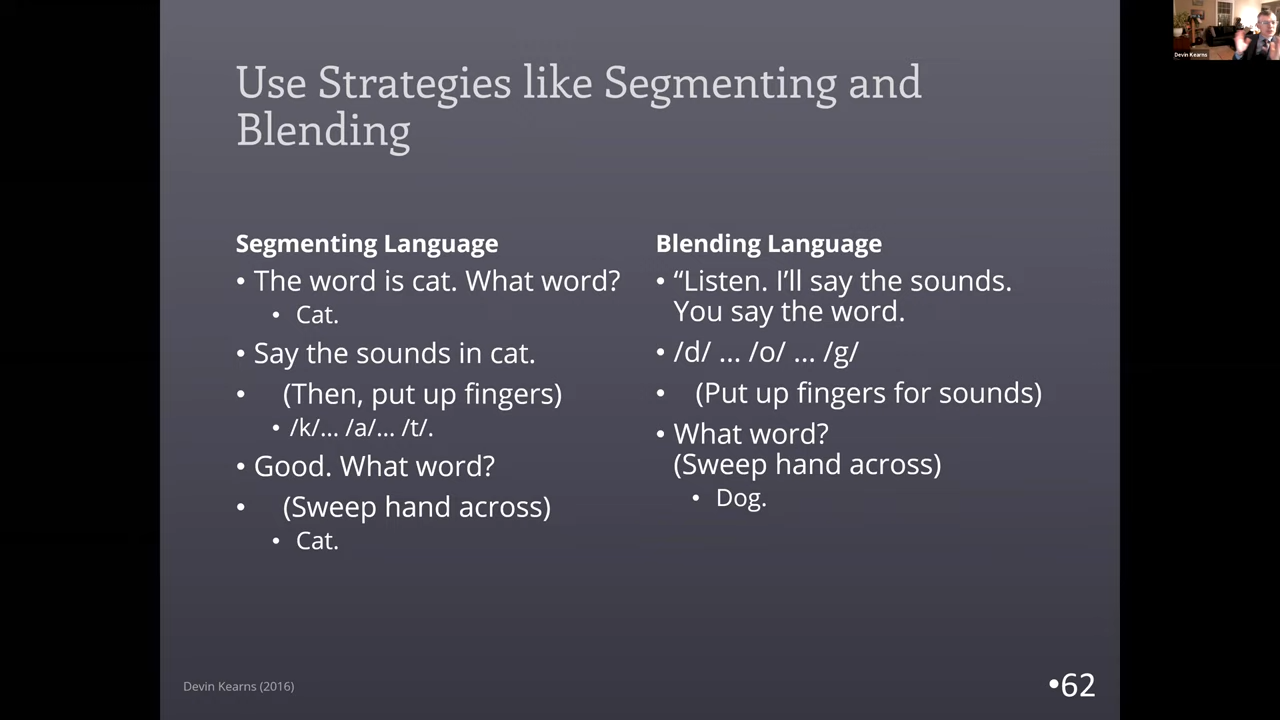 Use Strategies like Segmenting and
Blending
Segmenting Language
• The word is cat. What word?
• Cat.
• Say the sounds in cat.
• (Then, put up fingers)
• /k/... /a/... /t/.
• Good. What word?
• (Sweep hand across)
• Cat.
Blending Language
• “Listen. I’ll say the sounds.
You say the word.
• /d/ ... /o/ ... /g/
• (Put up fingers for sounds)
• What word?
(Sweep hand across)
• Dog.
Devin Kearns (2016)
•62
Devin Kearns